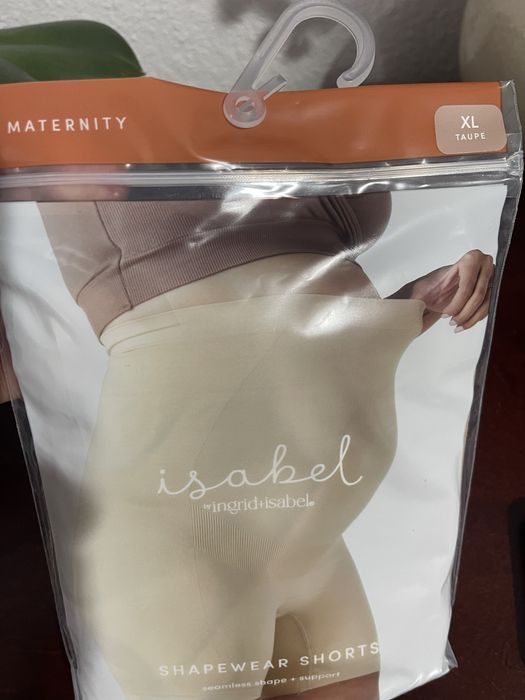 MATERNITY
XL
TAUPE
isabel
by ingrid+isabel®
SHAPEWEAR SHORTS
seamless shape + support